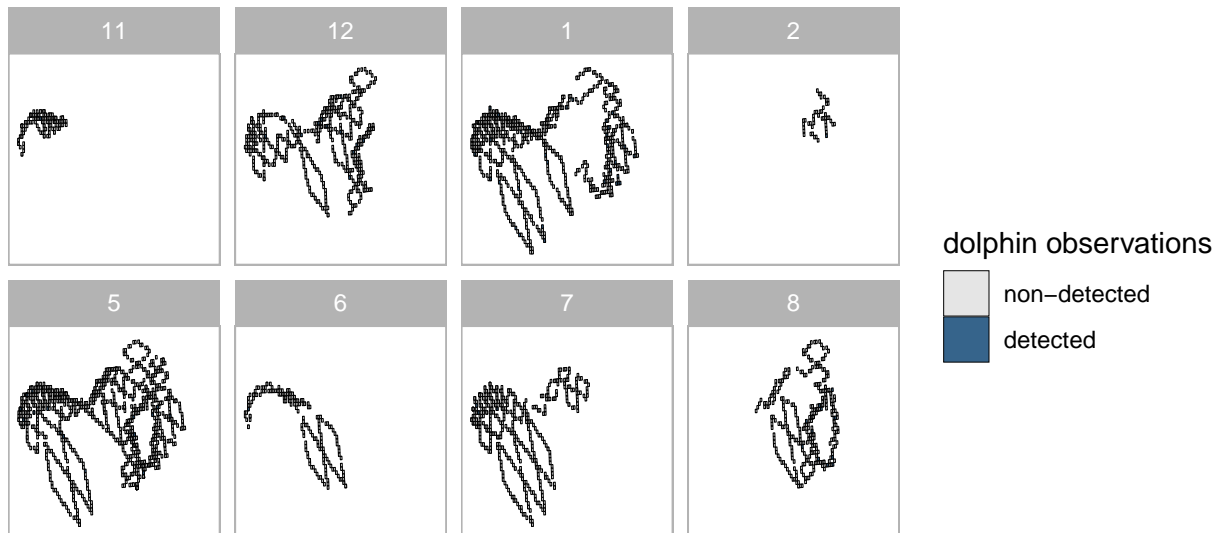 11 12 1 2
5 6 7 8
dolphin observations
non−detected
detected